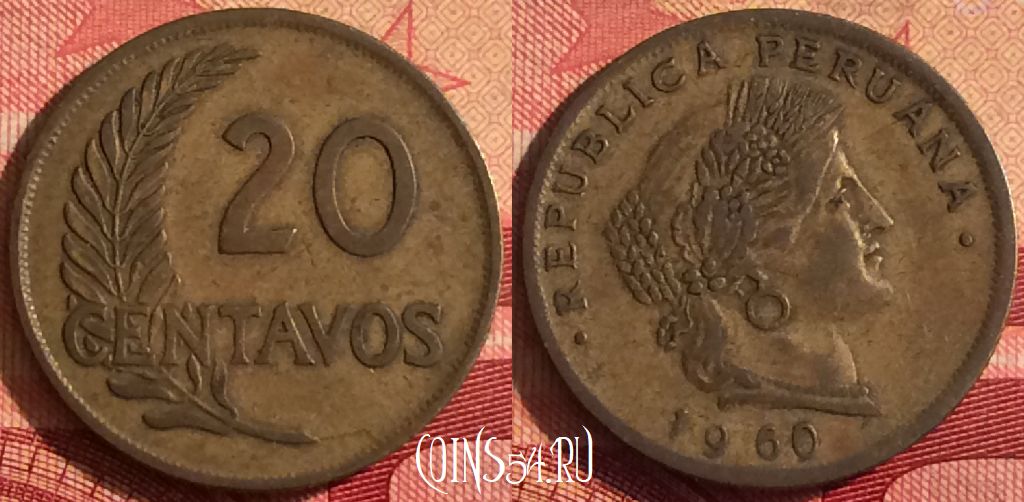 20
CENTAVOS
· REPUBLICA PERUANA ·
1960
COINS54.RU